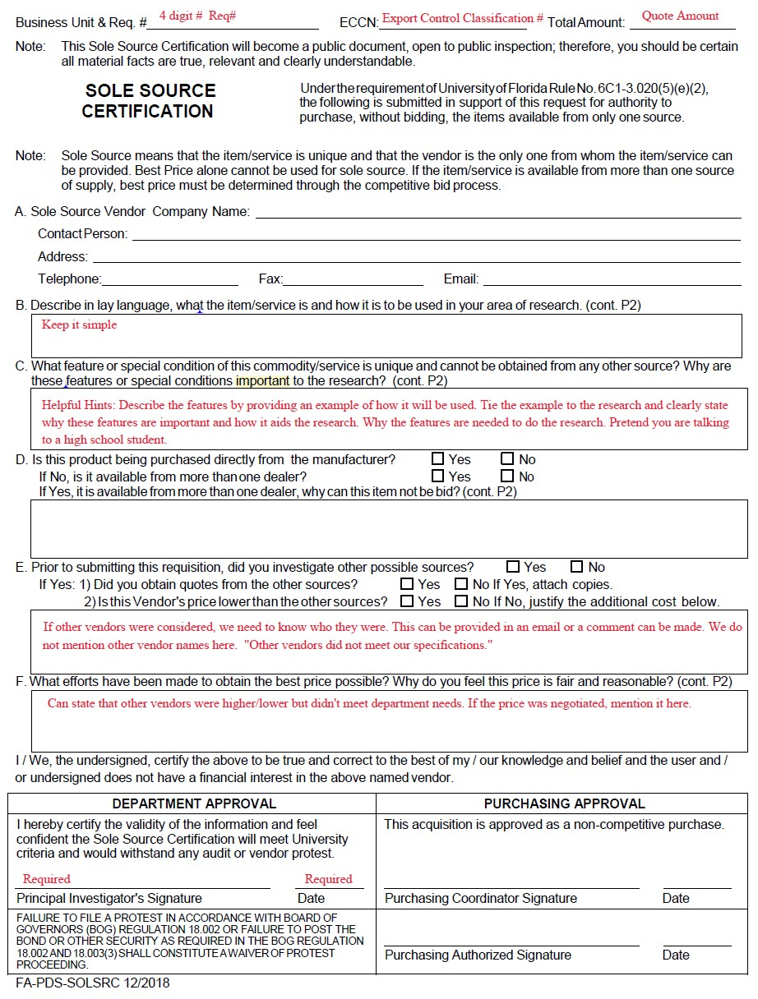 Business Unit & Req. # 4 digit # Req# ECCN: Export Control Classification # Total Amount: Quote Amount
Note: This Sole Source Certification will become a public document, open to public inspection; therefore, you should be certain
all material facts are true, relevant and clearly understandable.
SOLE SOURCE
CERTIFICATION
Under the requirement of University of Florida Rule No. 6C1-3.020(5)(e)(2),
the following is submitted in support of this request for authority to
purchase, without bidding, the items available from only one source.
Note: Sole Source means that the item/service is unique and that the vendor is the only one from whom the item/service can
be provided. Best Price alone cannot be used for sole source. If the item/service is available from more than one source
of supply, best price must be determined through the competitive bid process.
A. Sole Source Vendor Company Name:
Contact Person:
Address:
Telephone: Fax: Email:
B. Describe in lay language, what the item/service is and how it is to be used in your area of research. (cont. P2)
Keep it simple
C. What feature or special condition of this commodity/service is unique and cannot be obtained from any other source? Why are
these features or special conditions important to the research? (cont. P2)
Helpful Hints: Describe the features by providing an example of how it will be used. Tie the example to the research and clearly state
why these features are important and how it aids the research. Why the features are needed to do the research. Pretend you are talking
to a high school student.
D. Is this product being purchased directly from the manufacturer? Yes No
If No, is it available from more than one dealer? Yes No
If Yes, it is available from more than one dealer, why can this item not be bid? (cont. P2)
E. Prior to submitting this requisition, did you investigate other possible sources? Yes No
If Yes: 1) Did you obtain quotes from the other sources? Yes No If Yes, attach copies.
2) Is this Vendor's price lower than the other sources? Yes No If No, justify the additional cost below.
If other vendors were considered, we need to know who they were. This can be provided in an email or a comment can be made. We do
not mention other vendor names here. "Other vendors did not meet our specifications."
F. What efforts have been made to obtain the best price possible? Why do you feel this price is fair and reasonable? (cont. P2)
Can state that other vendors were higher/lower but didn't meet department needs. If the price was negotiated, mention it here.
I / We, the undersigned, certify the above to be true and correct to the best of my / our knowledge and belief and the user and /
or undersigned does not have a financial interest in the above named vendor.
DEPARTMENT APPROVAL
I hereby certify the validity of the information and feel
confident the Sole Source Certification will meet University
criteria and would withstand any audit or vendor protest.
Required Required
Principal Investigator's Signature Date
FAILURE TO FILE A PROTEST IN ACCORDANCE WITH BOARD OF
GOVERNORS (BOG) REGULATION 18.002 OR FAILURE TO POST THE
BOND OR OTHER SECURITY AS REQUIRED IN THE BOG REGULATION
18.002 AND 18.003(3) SHALL CONSTITUTE A WAIVER OF PROTEST
PROCEEDING.
PURCHASING APPROVAL
This acquisition is approved as a non-competitive purchase.
Purchasing Coordinator Signature Date
Purchasing Authorized Signature Date
FA-PDS-SOLSRC 12/2018